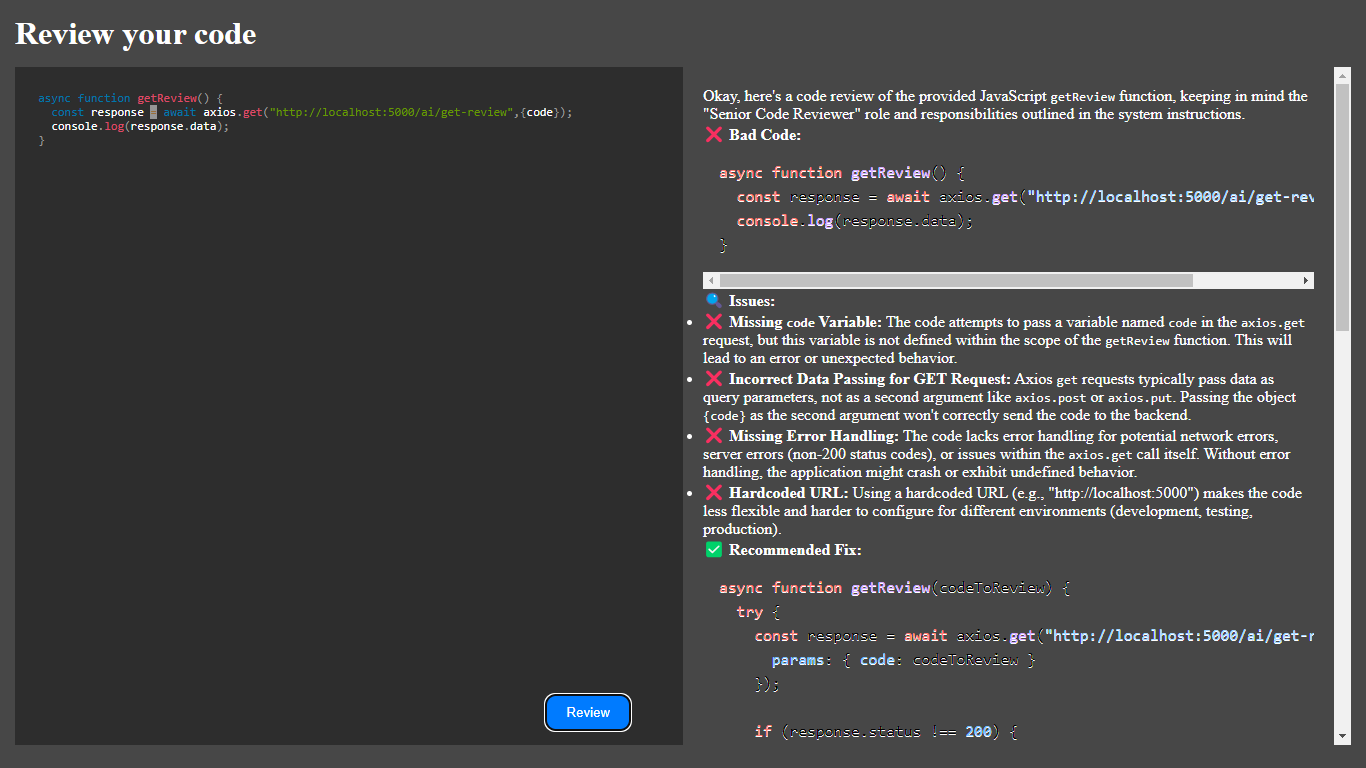 Review your code
async function getReview() {
const response = await axios.get("http://localhost:5000/ai/get-review",{code});
console.log(response.data);
}
Review
Okay, here's a code review of the provided JavaScript getReview function, keeping in mind the
"Senior Code Reviewer" role and responsibilities outlined in the system instructions.
❌ Bad Code:
async function getReview() {
const response = await axios.get("http://localhost:5000/ai/get-rev
console.log(response.data);
}
🔍 Issues:
• ❌ Missing code Variable: The code attempts to pass a variable named code in the axios.get
request, but this variable is not defined within the scope of the getReview function. This will
lead to an error or unexpected behavior.
• ❌ Incorrect Data Passing for GET Request: Axios get requests typically pass data as
query parameters, not as a second argument like axios.post or axios.put. Passing the object
{code} as the second argument won't correctly send the code to the backend.
• ❌ Missing Error Handling: The code lacks error handling for potential network errors,
server errors (non-200 status codes), or issues within the axios.get call itself. Without error
handling, the application might crash or exhibit undefined behavior.
• ❌ Hardcoded URL: Using a hardcoded URL (e.g., "http://localhost:5000") makes the code
less flexible and harder to configure for different environments (development, testing,
production).
✅ Recommended Fix:
async function getReview(codeToReview) {
try {
const response = await axios.get("http://localhost:5000/ai/get-r
params: { code: codeToReview }
});
if (response.status !== 200) {